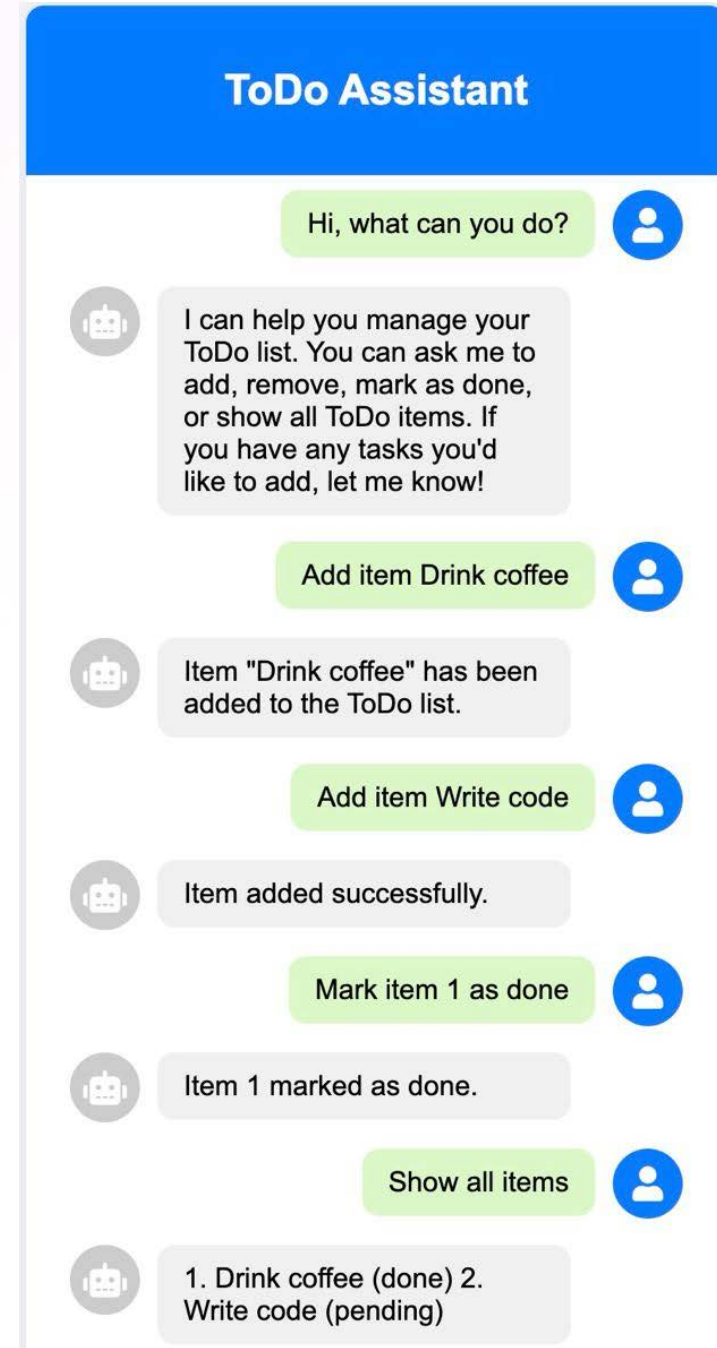 ToDo Assistant
Hi, what can you do?
I can help you manage your
ToDo list. You can ask me to
add, remove, mark as done,
or show all ToDo items. If
you have any tasks you'd
like to add, let me know!
Add item Drink coffee
Item "Drink coffee" has been
added to the ToDo list.
Add item Write code
Item added successfully.
Mark item 1 as done
Item 1 marked as done.
Show all items
1. Drink coffee (done) 2.
Write code (pending)